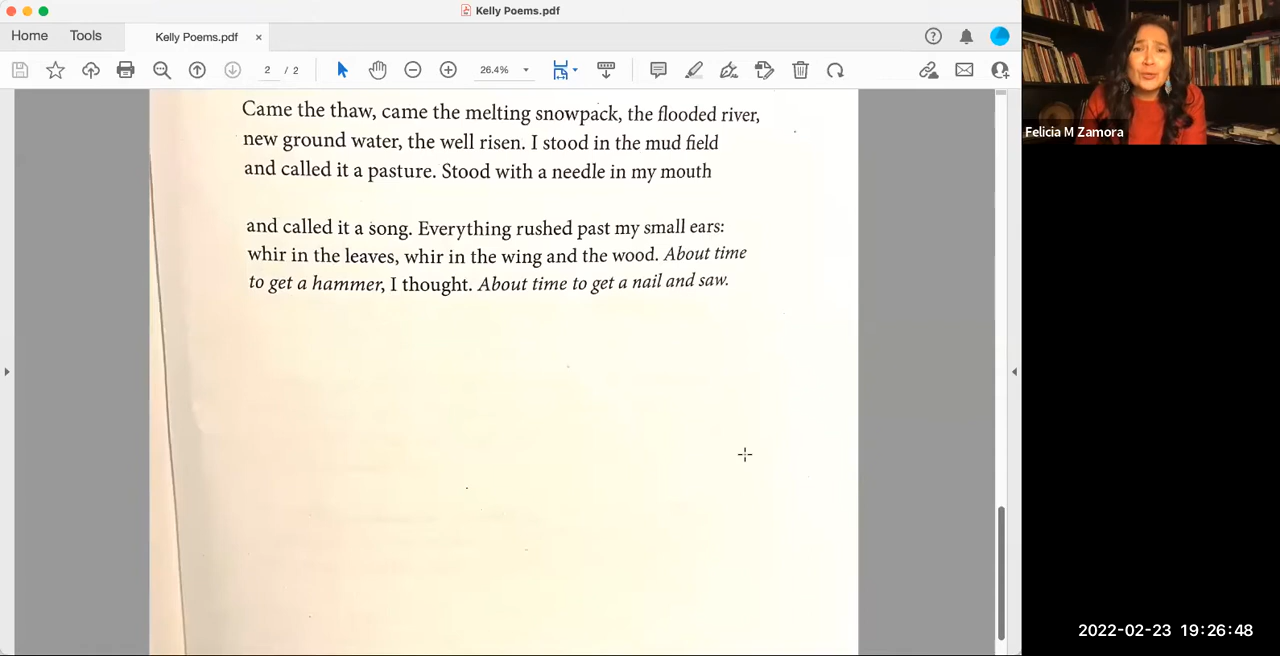 Kelly Poems.pdf
Home Tools Kelly Poems.pdf ×
2 / 2 26.4%
Felicia M Zamora
Came the thaw, came the melting snowpack, the flooded river,
new ground water, the well risen. I stood in the mud field
and called it a pasture. Stood with a needle in my mouth
and called it a song. Everything rushed past my small ears:
whir in the leaves, whir in the wing and the wood. About time
to get a hammer, I thought. About time to get a nail and saw.
2022-02-23 19:26:48